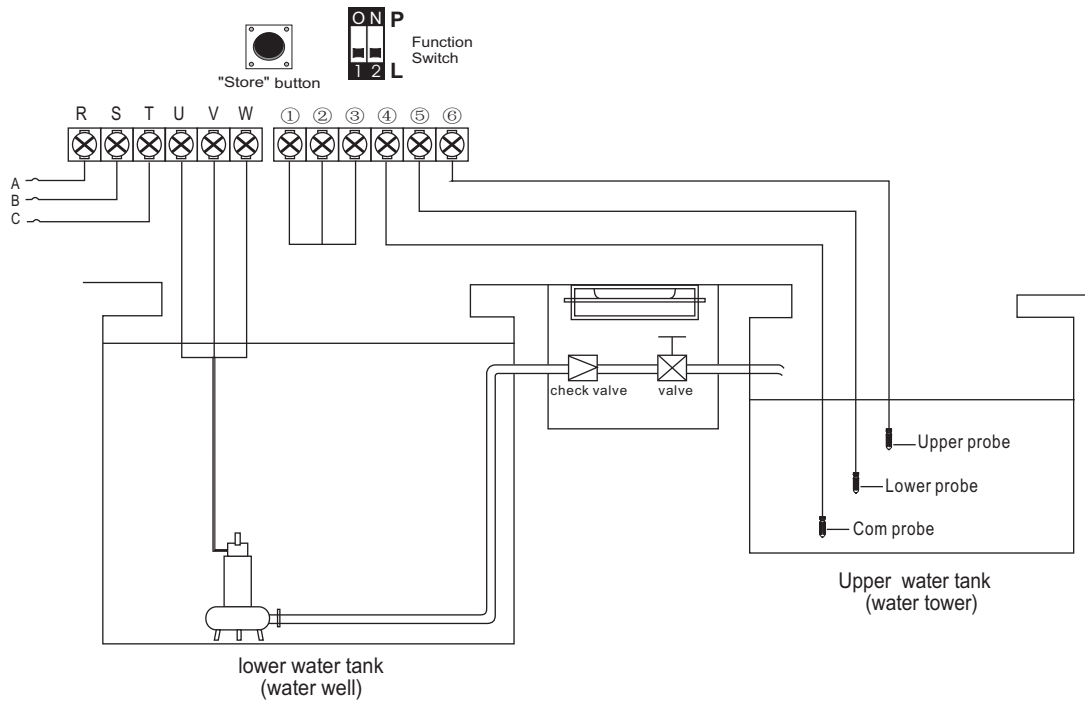 ON P
Function
Switch
1 2 L
"Store" button
R S T U V W ① ② ③ ④ ⑤ ⑥
A
B
C
check valve
valve
Upper probe
Lower probe
Com probe
Upper water tank
(water tower)
lower water tank
(water well)